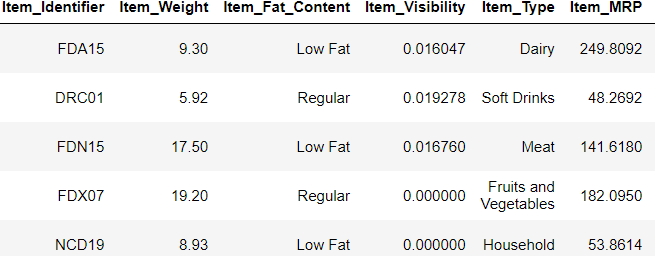 Item_Identifier Item_Weight Item_Fat_Content Item_Visibility Item_Type Item_MRP
FDA15 9.30 Low Fat 0.016047 Dairy 249.8092
DRC01 5.92 Regular 0.019278 Soft Drinks 48.2692
FDN15 17.50 Low Fat 0.016760 Meat 141.6180
FDX07 19.20 Regular 0.000000 Fruits and
Vegetables 182.0950
NCD19 8.93 Low Fat 0.000000 Household 53.8614